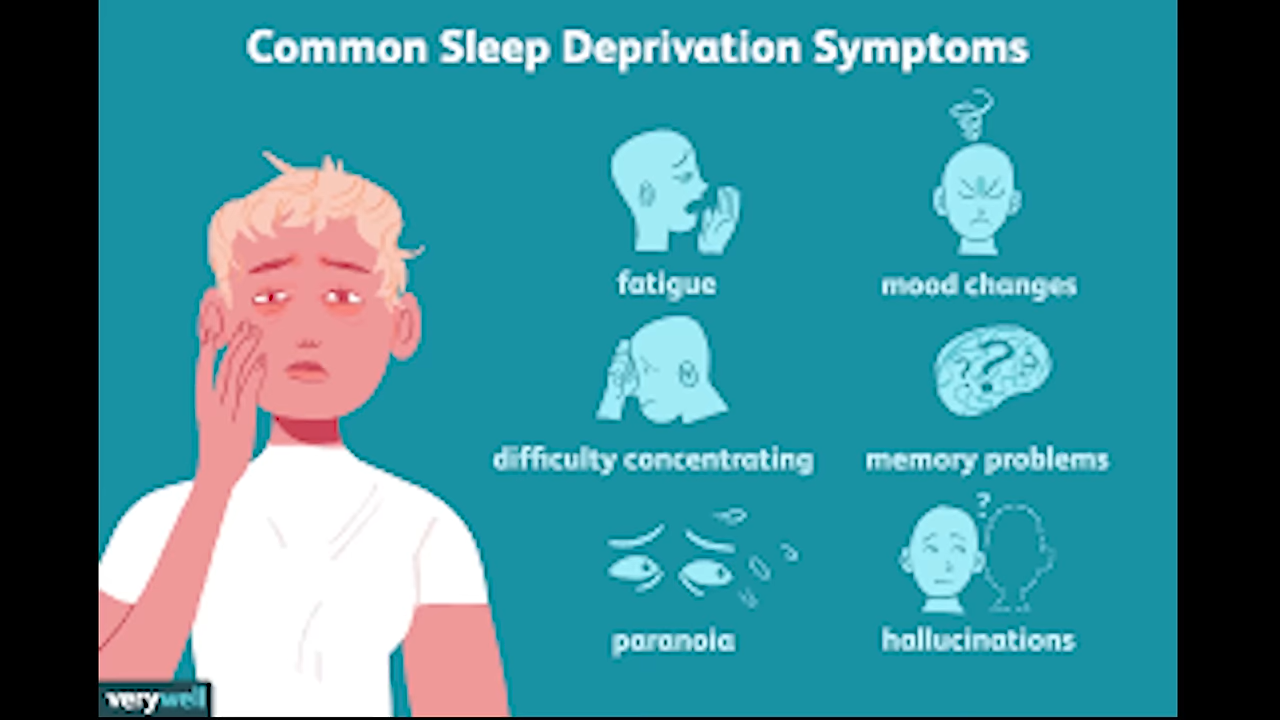 Common Sleep Deprivation Symptoms
fatigue
mood changes
difficulty concentrating
memory problems
paranoia
hallucinations
verywell